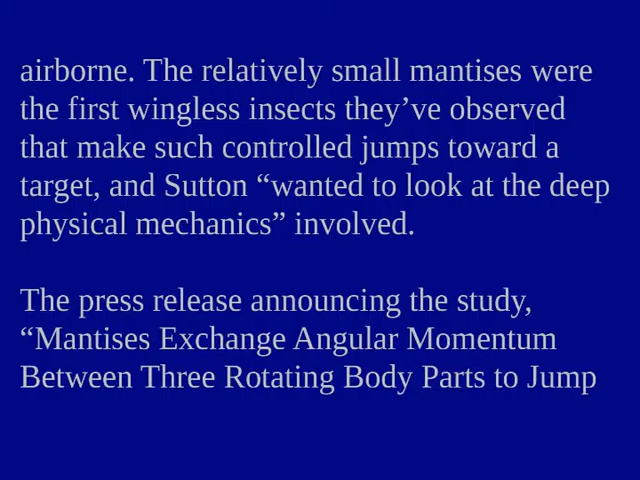 airborne. The relatively small mantises were
the first wingless insects they’ve observed
that make such controlled jumps toward a
target, and Sutton “wanted to look at the deep
physical mechanics” involved.
The press release announcing the study,
“Mantises Exchange Angular Momentum
Between Three Rotating Body Parts to Jump